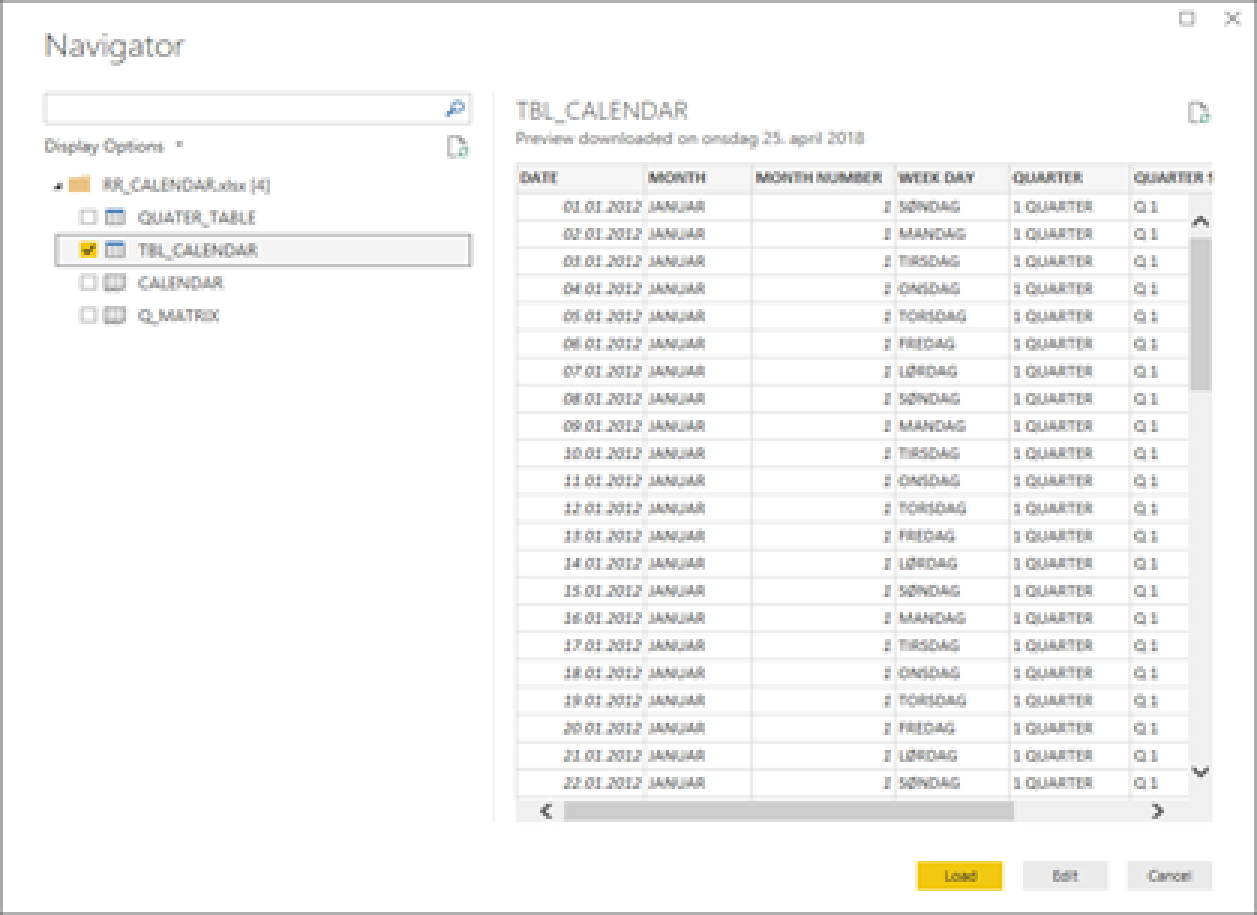 Navigator
Display Options
RR_CALENDAR.xlsx [4]
QUATER_TABLE
TBL_CALENDAR
CALENDAR
Q_MATRIX
TBL_CALENDAR
Preview downloaded on onsdag 25. april 2018
DATE MONTH MONTH NUMBER WEEK DAY QUARTER QUARTER
01.01.2012 JANUAR 1 SØNDAG 1 QUARTER Q 1
02.01.2012 JANUAR 1 MANDAG 1 QUARTER Q 1
03.01.2012 JANUAR 1 TIRSDAG 1 QUARTER Q 1
04.01.2012 JANUAR 1 ONSDAG 1 QUARTER Q 1
05.01.2012 JANUAR 1 TORSDAG 1 QUARTER Q 1
06.01.2012 JANUAR 1 FREDAG 1 QUARTER Q 1
07.01.2012 JANUAR 1 LØRDAG 1 QUARTER Q 1
08.01.2012 JANUAR 1 SØNDAG 1 QUARTER Q 1
09.01.2012 JANUAR 1 MANDAG 1 QUARTER Q 1
10.01.2012 JANUAR 1 TIRSDAG 1 QUARTER Q 1
11.01.2012 JANUAR 1 ONSDAG 1 QUARTER Q 1
12.01.2012 JANUAR 1 TORSDAG 1 QUARTER Q 1
13.01.2012 JANUAR 1 FREDAG 1 QUARTER Q 1
14.01.2012 JANUAR 1 LØRDAG 1 QUARTER Q 1
15.01.2012 JANUAR 1 SØNDAG 1 QUARTER Q 1
16.01.2012 JANUAR 1 MANDAG 1 QUARTER Q 1
17.01.2012 JANUAR 1 TIRSDAG 1 QUARTER Q 1
18.01.2012 JANUAR 1 ONSDAG 1 QUARTER Q 1
19.01.2012 JANUAR 1 TORSDAG 1 QUARTER Q 1
20.01.2012 JANUAR 1 FREDAG 1 QUARTER Q 1
21.01.2012 JANUAR 1 LØRDAG 1 QUARTER Q 1
22.01.2012 JANUAR 1 SØNDAG 1 QUARTER Q 1
Load Edit Cancel